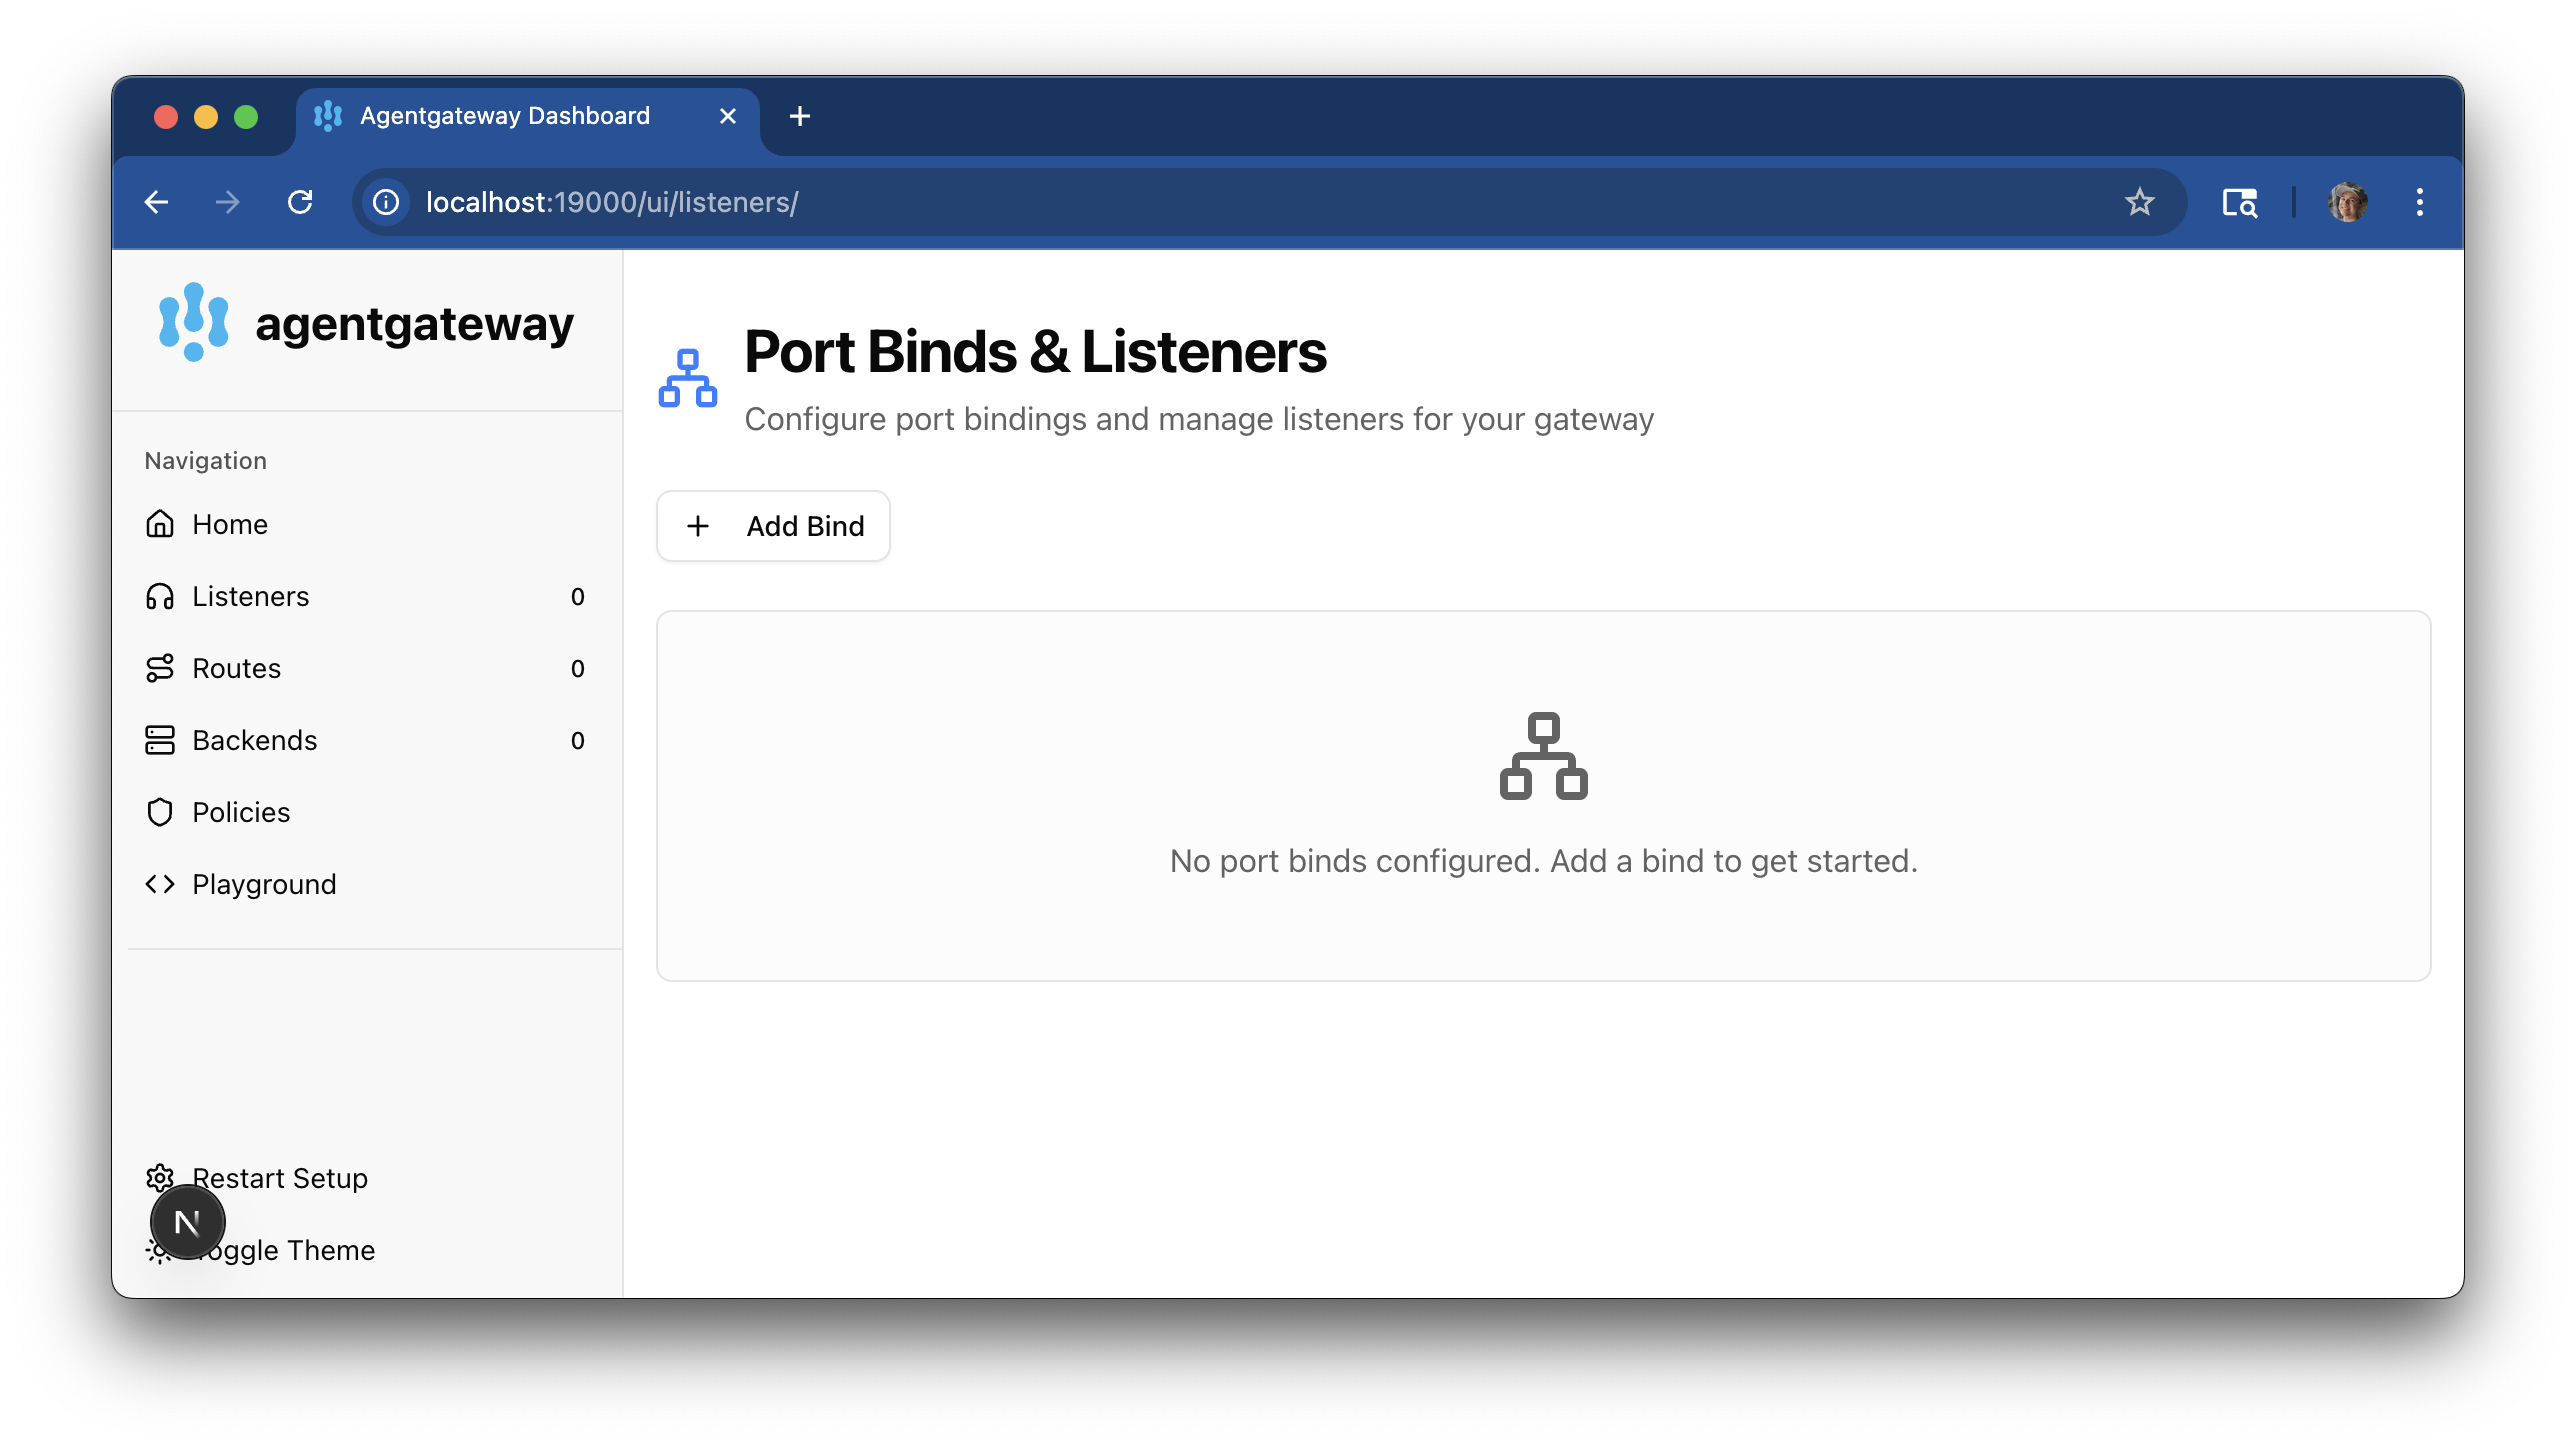 Agentgateway Dashboard
localhost:19000/ui/listeners/
agentgateway
Navigation
Home
Listeners 0
Routes 0
Backends 0
Policies
Playground
Restart Setup
N
Toggle Theme
Port Binds & Listeners
Configure port bindings and manage listeners for your gateway
+ Add Bind
No port binds configured. Add a bind to get started.